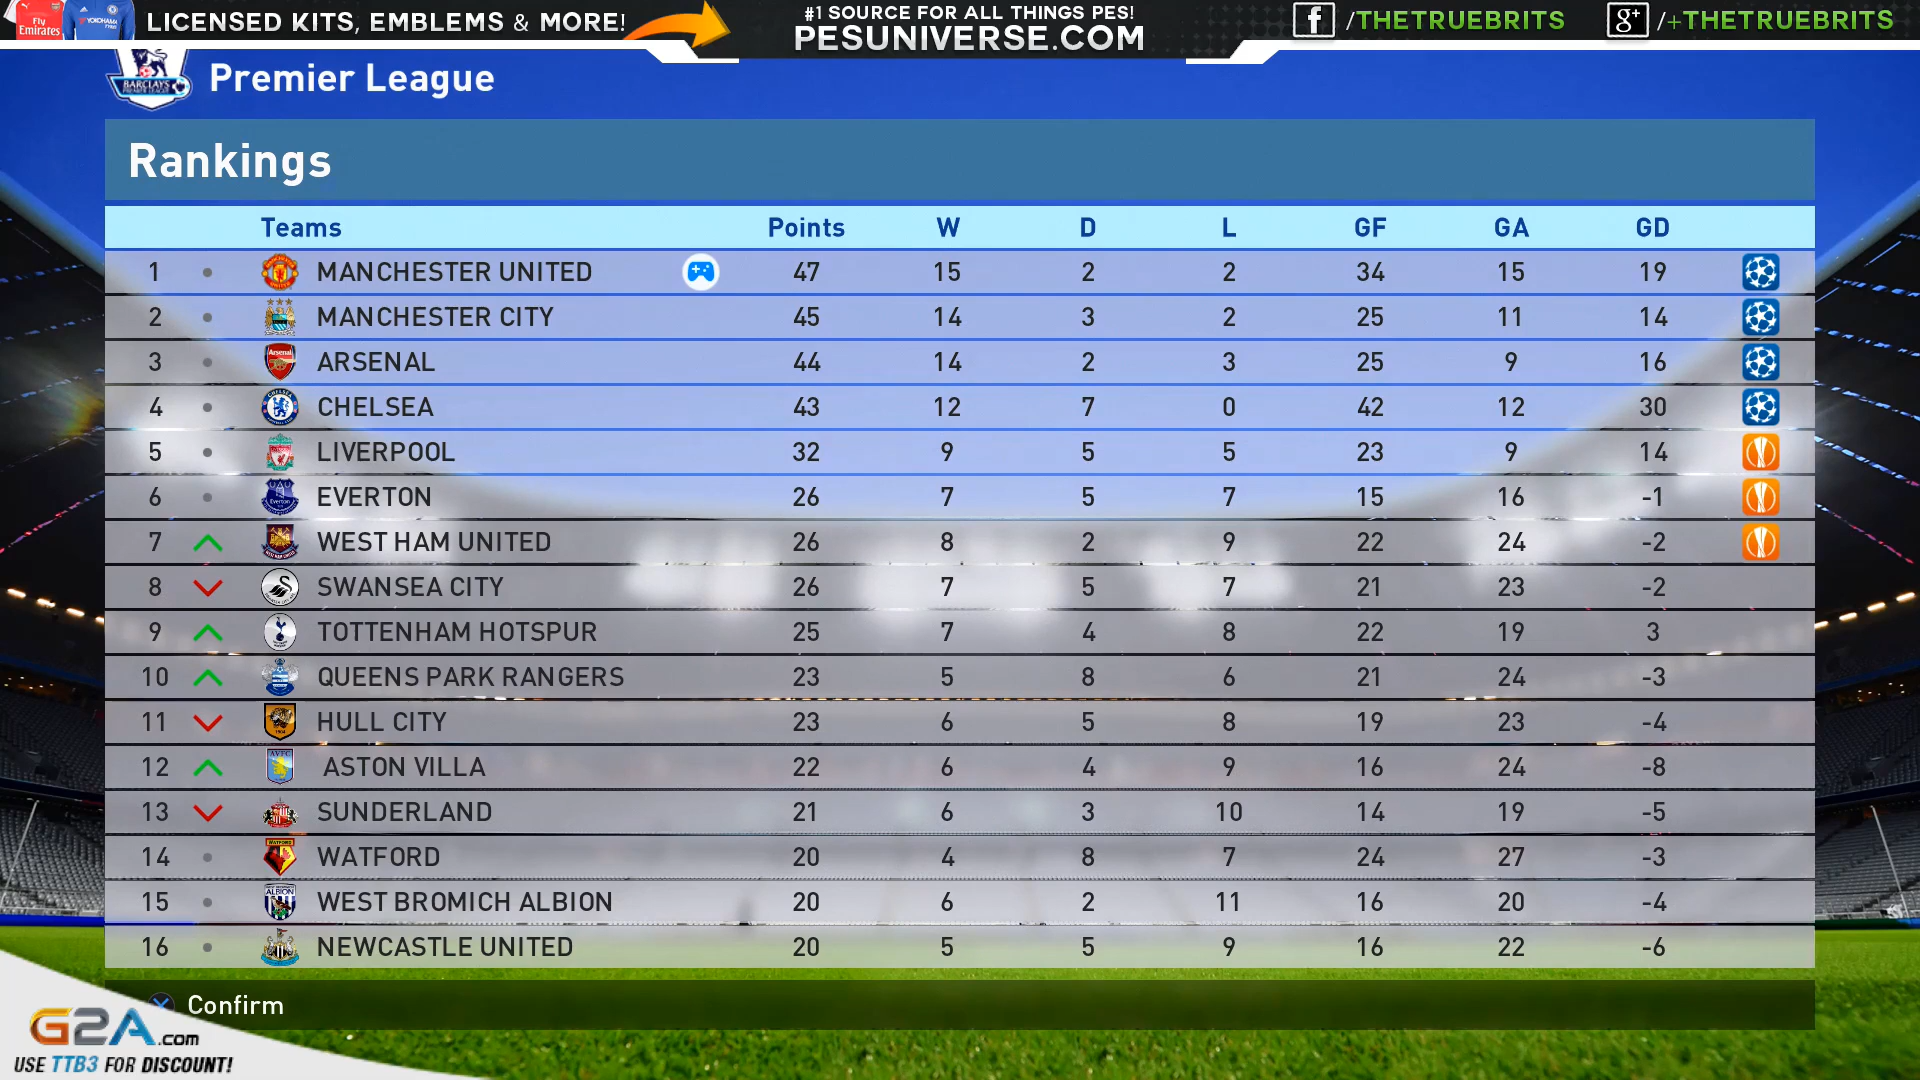 LICENSED KITS, EMBLEMS & MORE!
#1 SOURCE FOR ALL THINGS PES!
PESUNIVERSE.COM
f /THETRUEBRITS
g+ /+THETRUEBRITS
Fly Emirates
YOKOHAMA
BARCLAYS
Premier League
Rankings
Teams Points W D L GF GA GD
1 MANCHESTER UNITED 47 15 2 2 34 15 19
2 MANCHESTER CITY 45 14 3 2 25 11 14
3 ARSENAL 44 14 2 3 25 9 16
4 CHELSEA 43 12 7 0 42 12 30
5 LIVERPOOL 32 9 5 5 23 9 14
6 EVERTON 26 7 5 7 15 16 -1
7 WEST HAM UNITED 26 8 2 9 22 24 -2
8 SWANSEA CITY 26 7 5 7 21 23 -2
9 TOTTENHAM HOTSPUR 25 7 4 8 22 19 3
10 QUEENS PARK RANGERS 23 5 8 6 21 24 -3
11 HULL CITY 23 6 5 8 19 23 -4
12 ASTON VILLA 22 6 4 9 16 24 -8
13 SUNDERLAND 21 6 3 10 14 19 -5
14 WATFORD 20 4 8 7 24 27 -3
15 WEST BROMICH ALBION 20 6 2 11 16 20 -4
16 NEWCASTLE UNITED 20 5 5 9 16 22 -6
Confirm
G2A.com
USE TTB3 FOR DISCOUNT!